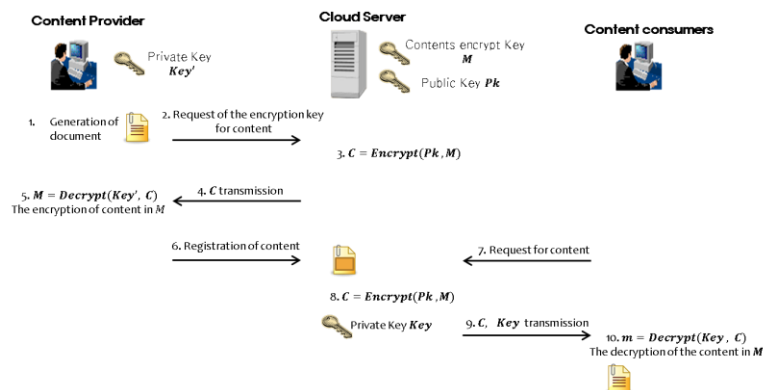 Content Provider
Cloud Server
Content consumers
Private Key
Key′
Contents encrypt Key
M
Public Key Pk
1. Generation of
document
2. Request of the encryption key
for content
3. C = Encrypt(Pk,M)
4. C transmission
5. M = Decrypt(Key′, C)
The encryption of content in M
6. Registration of content
7. Request for content
8. C = Encrypt(Pk,M)
Private Key Key
9. C, Key transmission
10. m = Decrypt(Key, C)
The decryption of the content in M